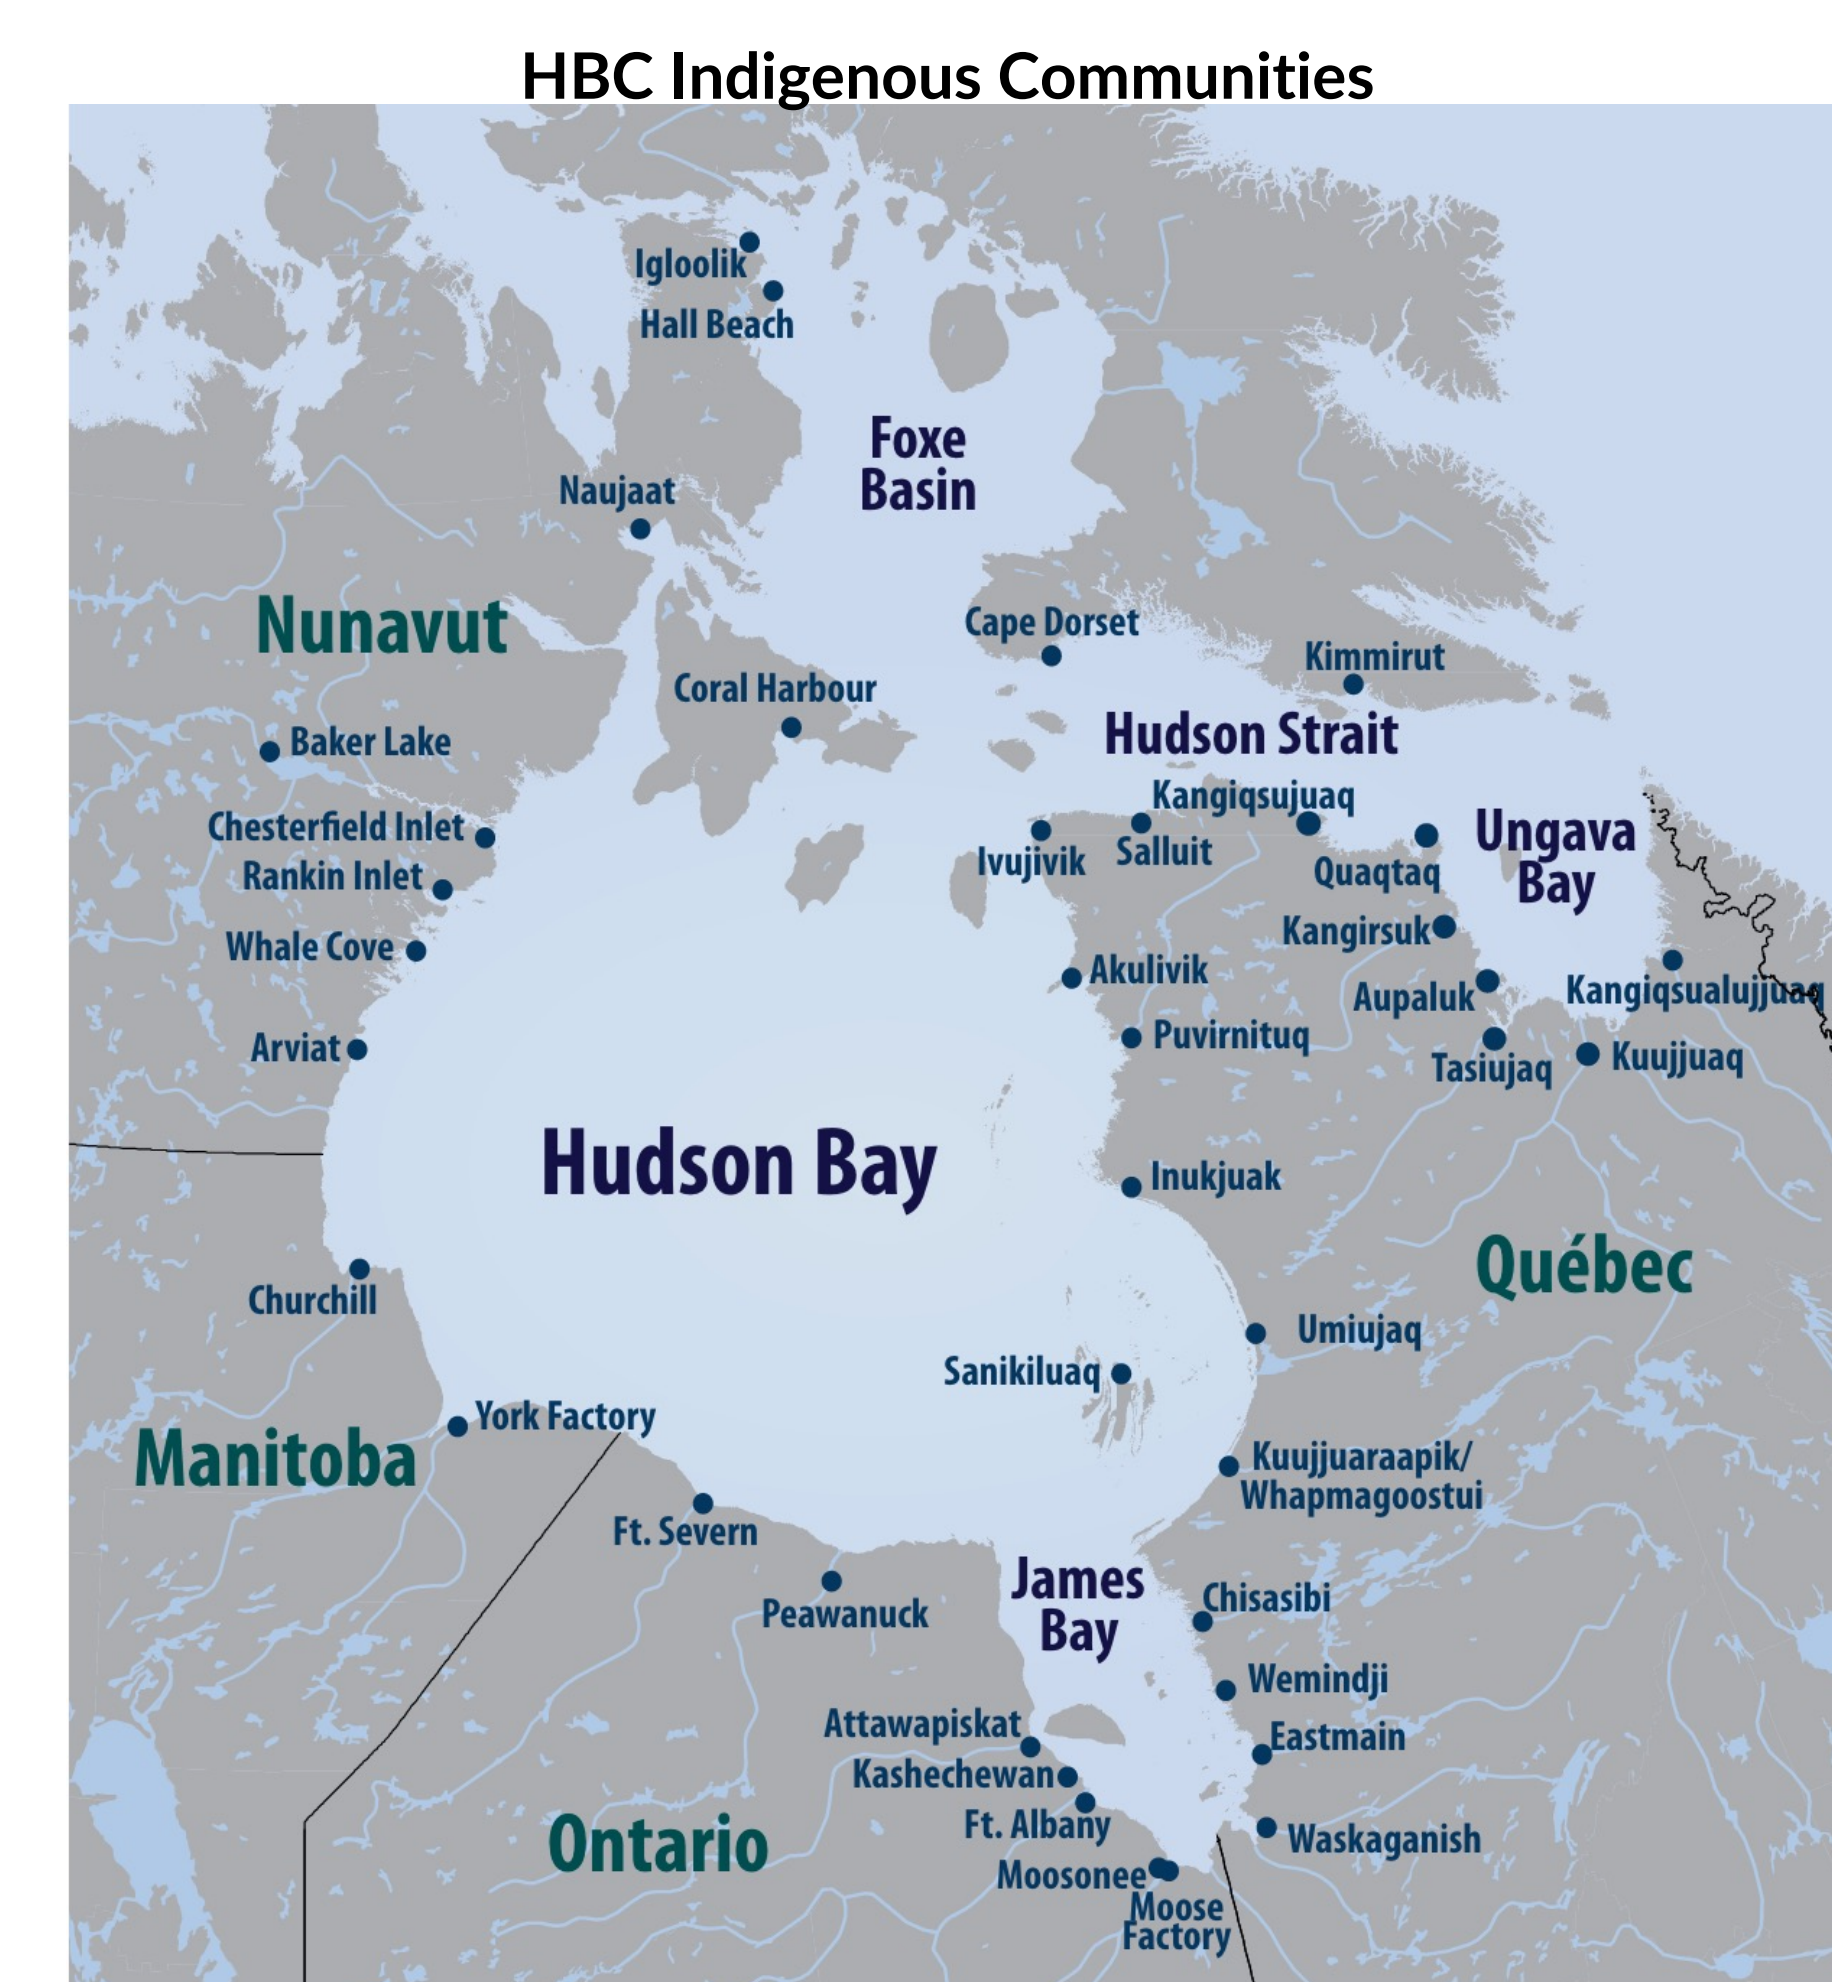 HBC Indigenous Communities
Igloolik
Hall Beach
Foxe
Basin
Naujaat
Nunavut
Cape Dorset
Kimmirut
Coral Harbour
Hudson Strait
Baker Lake
Kangiqsujuaq
Chesterfield Inlet
Ivujivik
Salluit
Ungava
Bay
Quaqtaq
Rankin Inlet
Kangirsuk
Whale Cove
Akulivik
Aupaluk
Kangiqsualujjuaq
Arviat
Puvirnituq
Tasiujaq
Kuujjuaq
Hudson Bay
Inukjuak
Québec
Churchill
Umiujaq
Sanikiluaq
York Factory
Manitoba
Kuujjuaraapik/
Whapmagoostui
Ft. Severn
James
Bay
Peawanuck
Chisasibi
Wemindji
Attawapiskat
Eastmain
Kashechewan
Ft. Albany
Ontario
Waskaganish
Moosonee
Moose
Factory